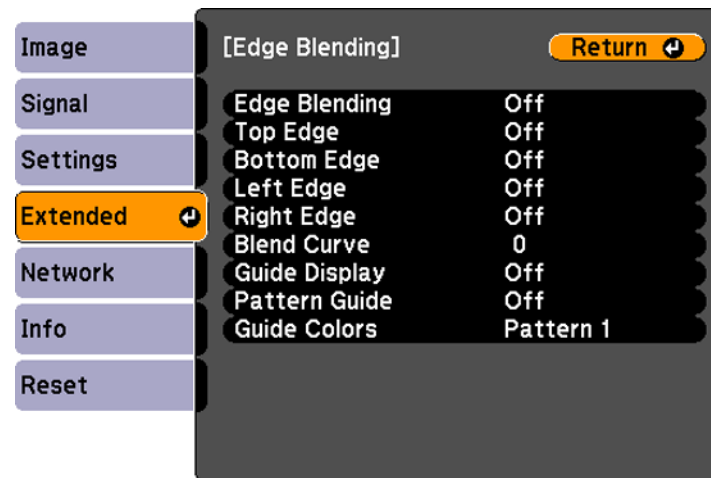 Image
Signal
Settings
Extended
Network
Info
Reset
[Edge Blending] Return
Edge Blending Off
Top Edge Off
Bottom Edge Off
Left Edge Off
Right Edge Off
Blend Curve 0
Guide Display Off
Pattern Guide Off
Guide Colors Pattern 1